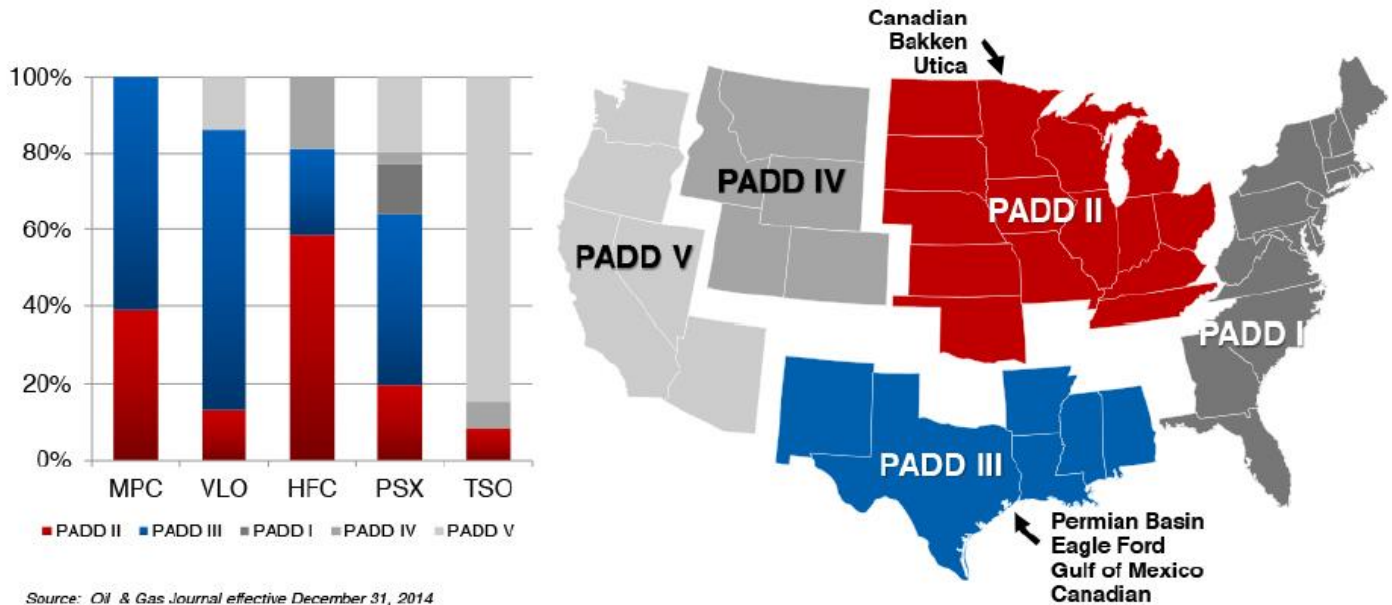 100%
80%
60%
40%
20%
0%
MPC
VLO
HFC
PSX
TSO
PADD II
PADD III
PADD I
PADD IV
PADD V
Source: Oil & Gas Journal effective December 31, 2014
Canadian
Bakken
Utica
PADD IV
PADD II
PADD V
PADD I
PADD III
Permian Basin
Eagle Ford
Gulf of Mexico
Canadian